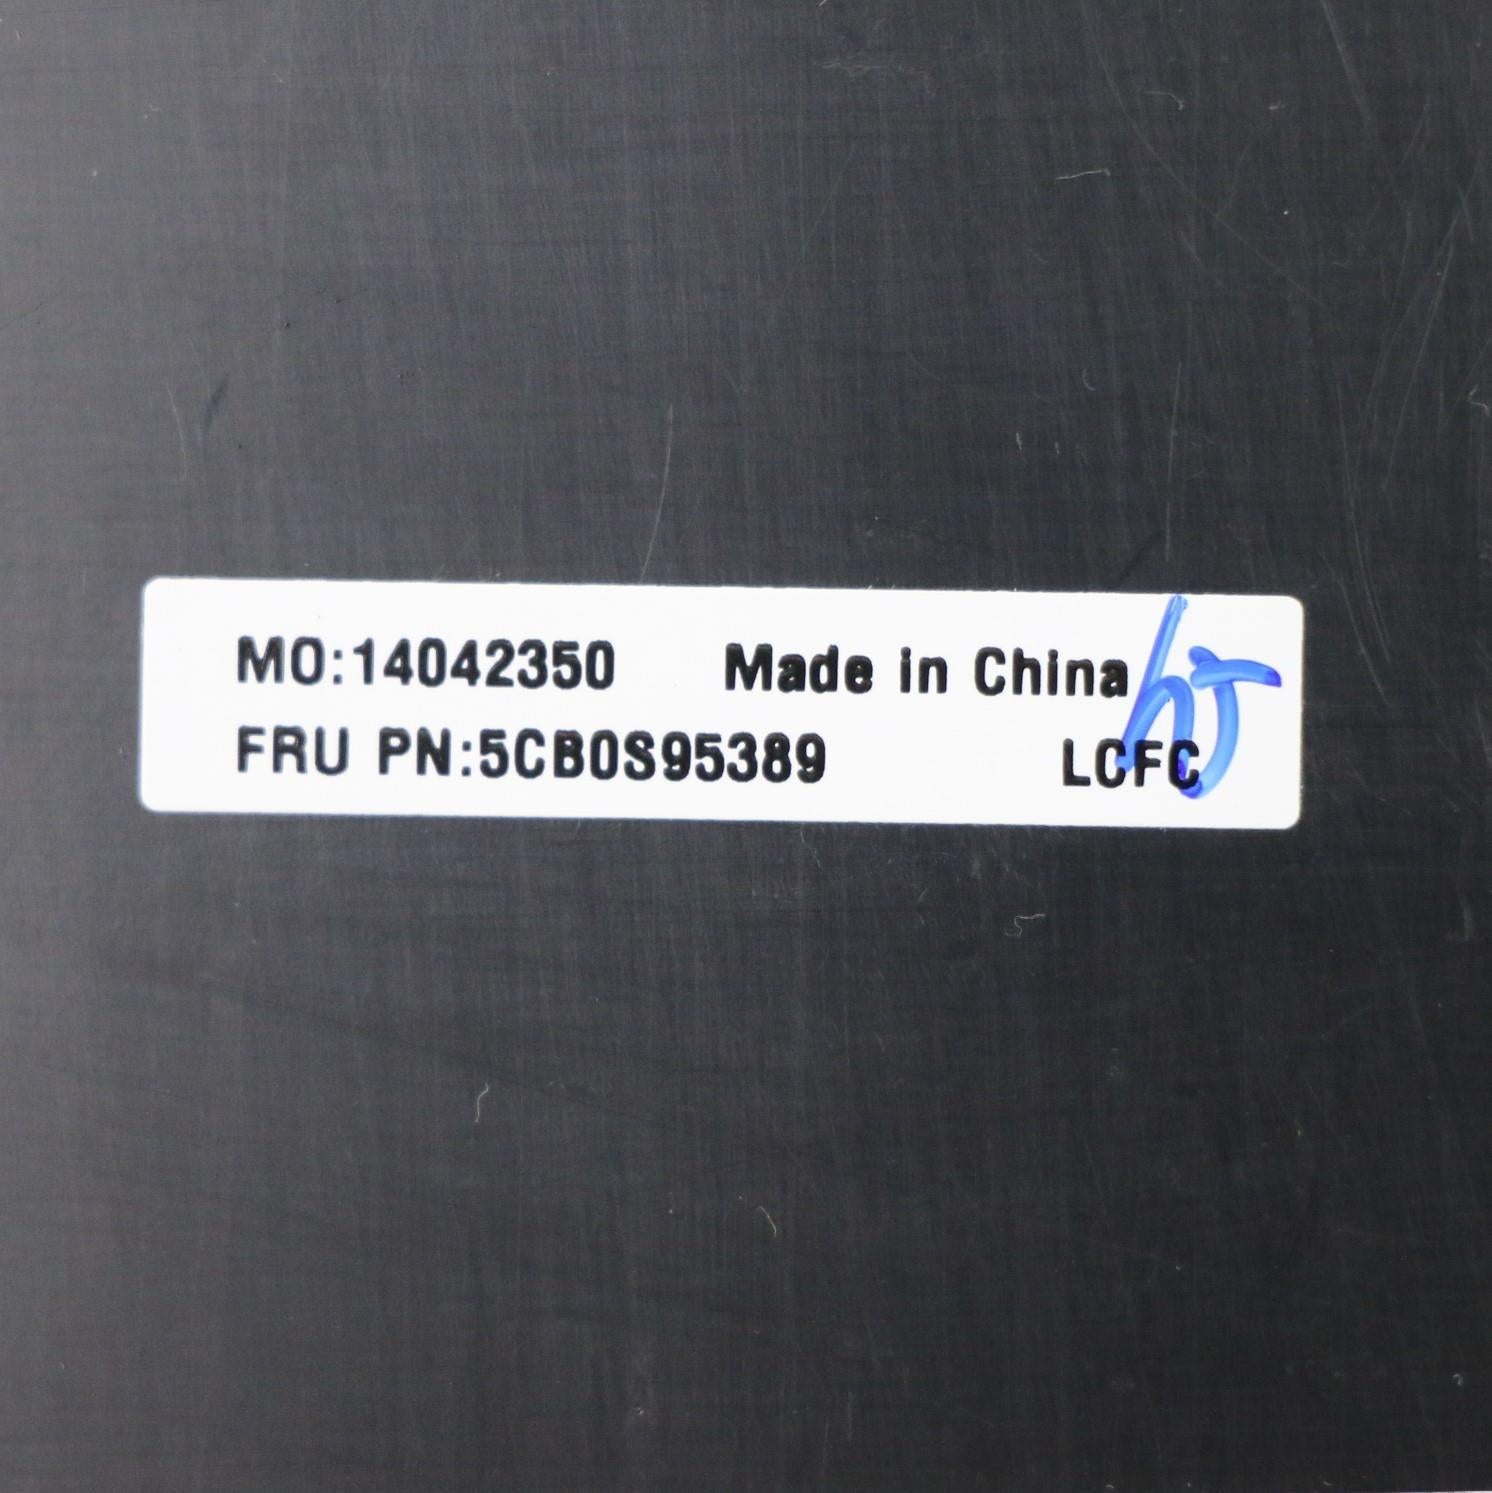 MO:14042350 Made in China
FRU PN:5CB0S95389 LCFC